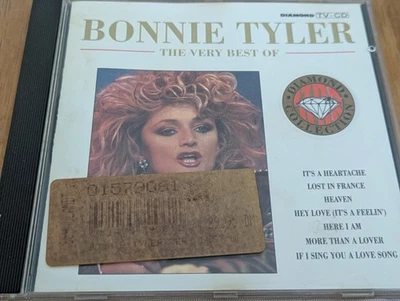 DIAMOND TV-CD
BONNIE TYLER
THE VERY BEST OF
DIAMOND
COLLECTION
IT'S A HEARTACHE
LOST IN FRANCE
HEAVEN
HEY LOVE (IT'S A FEELIN')
HERE I AM
MORE THAN A LOVER
IF I SING YOU A LOVE SONG